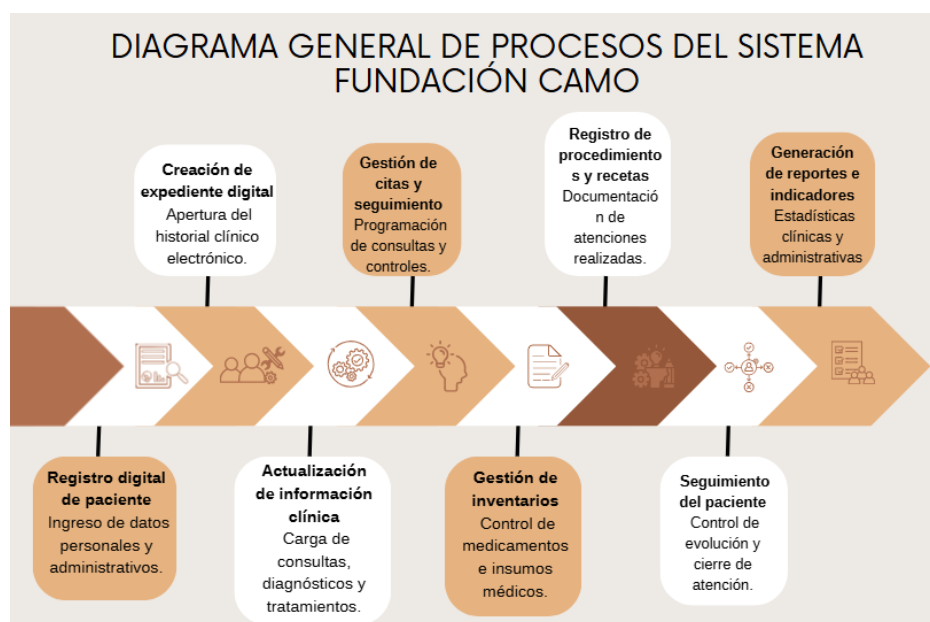 DIAGRAMA GENERAL DE PROCESOS DEL SISTEMA
FUNDACIÓN CAMO
Creación de
expediente digital
Apertura del
historial clínico
electrónico.
Gestión de
citas y
seguimiento
Programación
de consultas y
controles.
Registro de
procedimiento
s y recetas
Documentació
n de
atenciones
realizadas.
Generación
de reportes e
indicadores
Estadísticas
clínicas y
administrativas
Registro digital
de paciente
Ingreso de datos
personales y
administrativos.
Actualización
de información
clínica
Carga de
consultas,
diagnósticos y
tratamientos.
Gestión de
inventarios
Control de
medicamentos
e insumos
médicos.
Seguimiento
del paciente
Control de
evolución y
cierre de
atención.